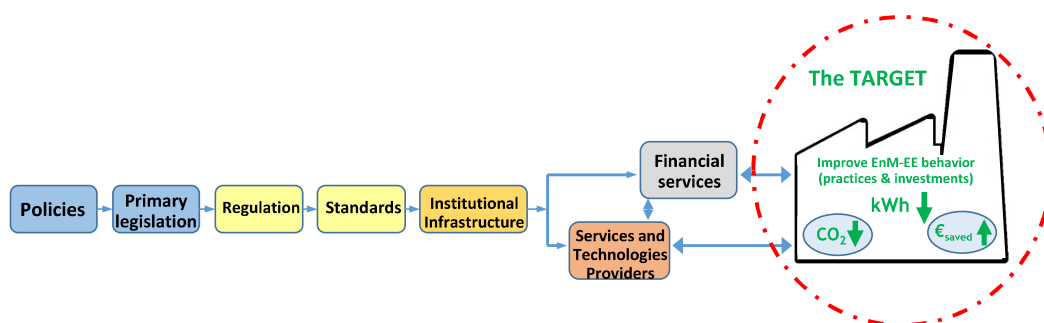 The TARGET
Policies
Primary
legislation
Regulation
Standards
Institutional
Infrastructure
Financial
services
Services and
Technologies
Providers
Improve EnM-EE behavior
(practices & investments)
kWh
CO₂
€saved